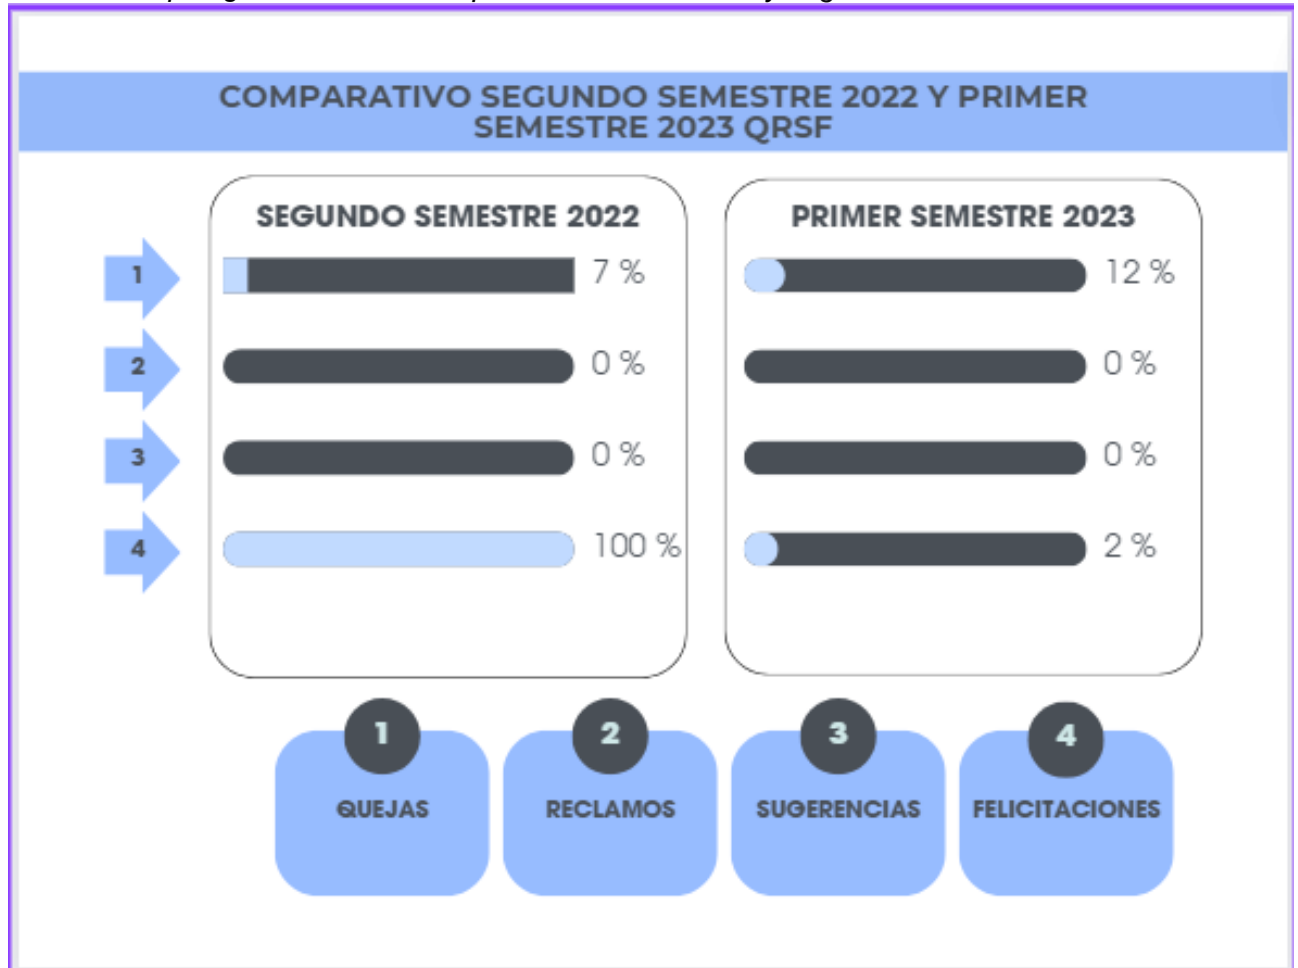 COMPARATIVO SEGUNDO SEMESTRE 2022 Y PRIMER
SEMESTRE 2023 QRSF
SEGUNDO SEMESTRE 2022
1
7 %
2
0 %
3
0 %
4
100 %
PRIMER SEMESTRE 2023
12 %
0 %
0 %
2 %
1
QUEJAS
2
RECLAMOS
3
SUGERENCIAS
4
FELICITACIONES